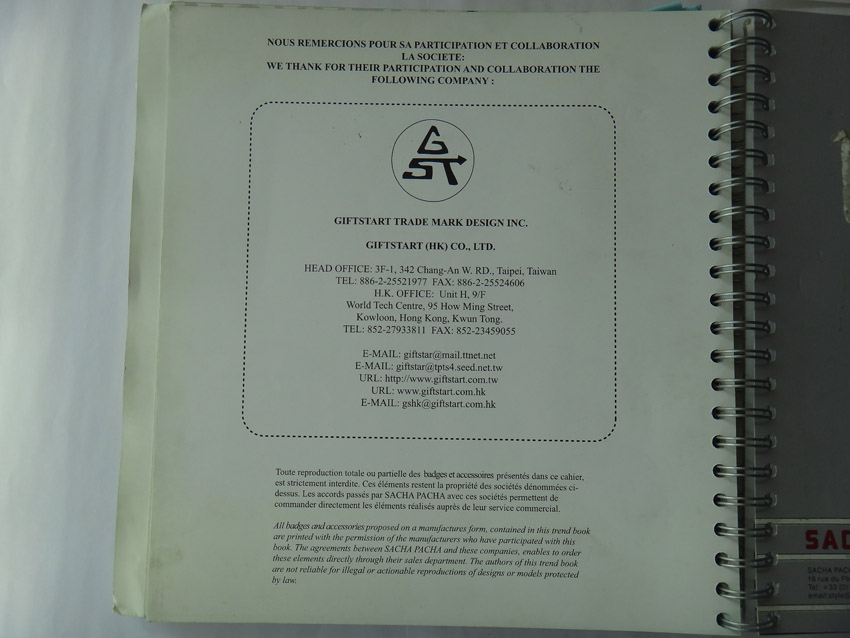 NOUS REMERCIONS POUR SA PARTICIPATION ET COLLABORATION
LA SOCIETE:
WE THANK FOR THEIR PARTICIPATION AND COLLABORATION THE
FOLLOWING COMPANY :
G
ST
GIFTSTART TRADE MARK DESIGN INC.
GIFTSTART (HK) CO., LTD.
HEAD OFFICE: 3F-1, 342 Chang-An W. RD., Taipei, Taiwan
TEL: 886-2-25521977 FAX: 886-2-25524606
H.K. OFFICE: Unit H, 9/F
World Tech Centre, 95 How Ming Street,
Kowloon, Hong Kong, Kwun Tong.
TEL: 852-27933811 FAX: 852-23459055
E-MAIL: giftstar@mail.ttnet.net
E-MAIL: giftstar@tpts4.seed.net.tw
URL: http://www.giftstart.com.tw
URL: www.giftstart.com.hk
E-MAIL: gshk@giftstart.com.hk
Toute reproduction totale ou partielle des badges et accessoires présentés dans ce cahier,
est strictement interdite. Ces éléments restent la propriété des sociétés dénommées ci-
dessus. Les accords passés par SACHA PACHA avec ces sociétés permettent de
commander directement les éléments réalisés auprès de leur service commercial.
All badges and accessories proposed on a manufactures form, contained in this trend book
are printed with the permission of the manufacturers who have participated with this
book. The agreements between SACHA PACHA and these companies, enables to order
these elements directly through their sales department. The authors of this trend book
are not reliable for illegal or actionable reproductions of designs or models protected
by law.
SAC
SACHA PAC
18 rue du
Tel: +33
email: